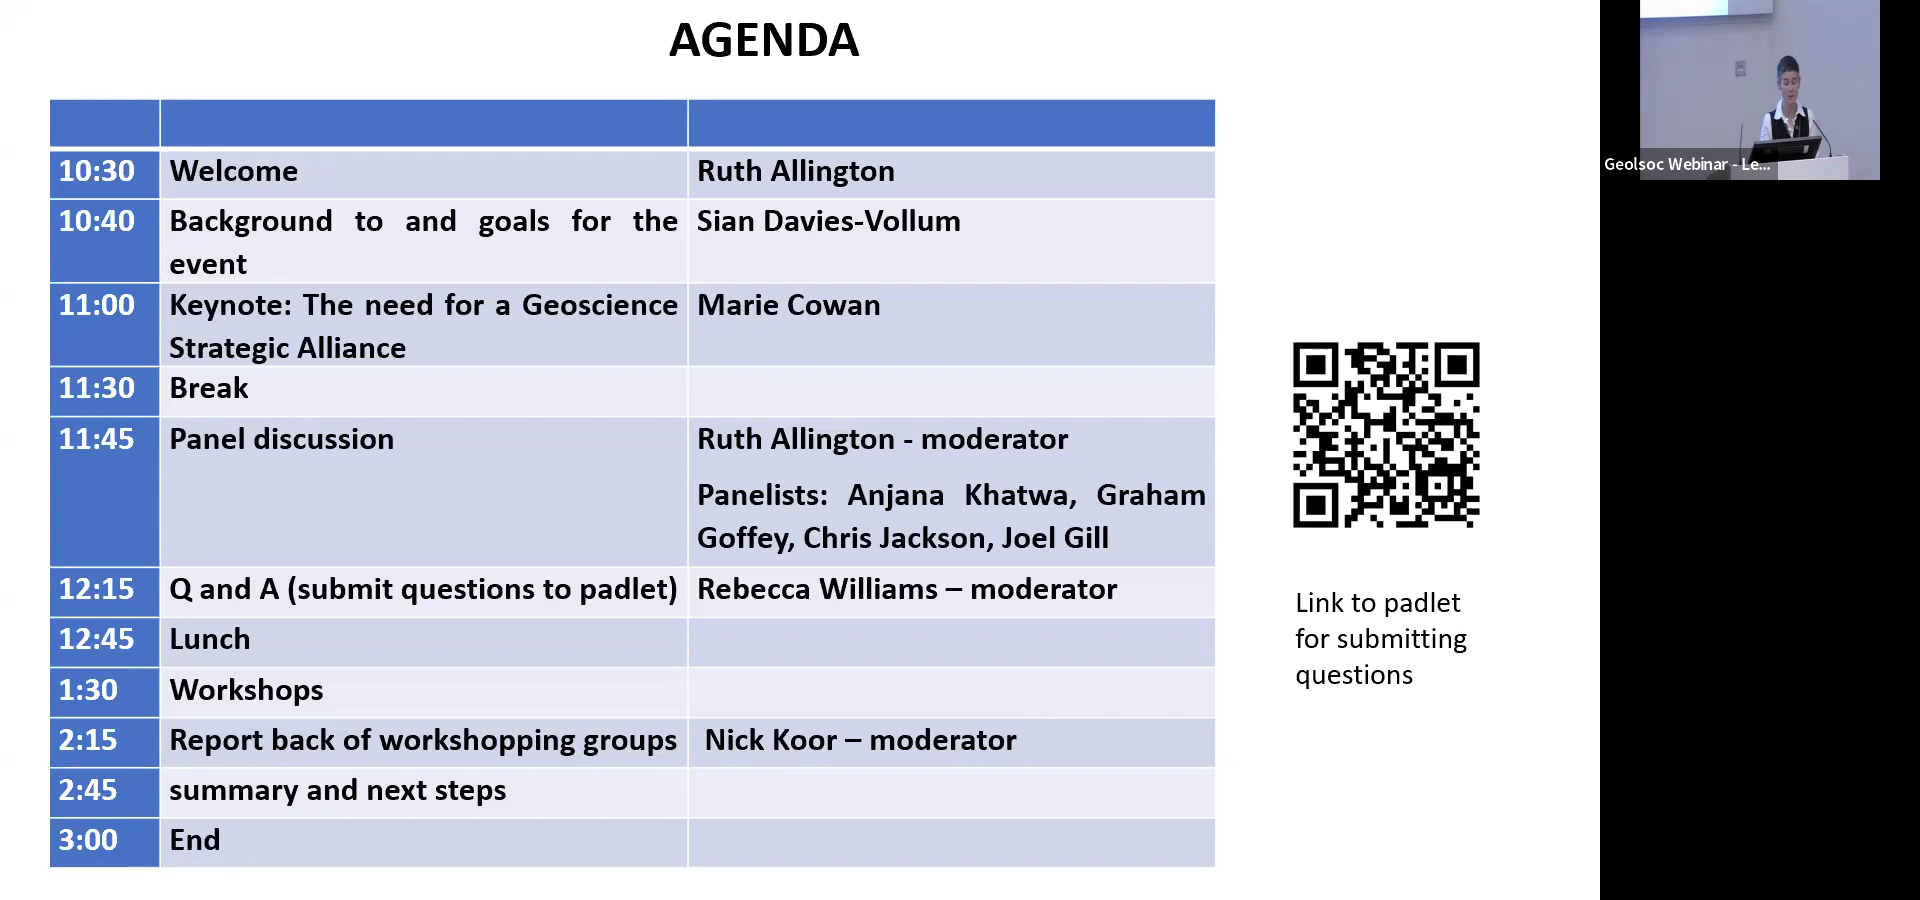 AGENDA
10:30 Welcome Ruth Allington
10:40 Background to and goals for the Sian Davies-Vollum
event
11:00 Keynote: The need for a Geoscience Marie Cowan
Strategic Alliance
11:30 Break
11:45 Panel discussion Ruth Allington - moderator
Panelists: Anjana Khatwa, Graham
Goffey, Chris Jackson, Joel Gill
12:15 Q and A (submit questions to padlet) Rebecca Williams – moderator
12:45 Lunch
1:30 Workshops
2:15 Report back of workshopping groups Nick Koor – moderator
2:45 summary and next steps
3:00 End
Link to padlet
for submitting
questions
Geolsoc Webinar - Le...